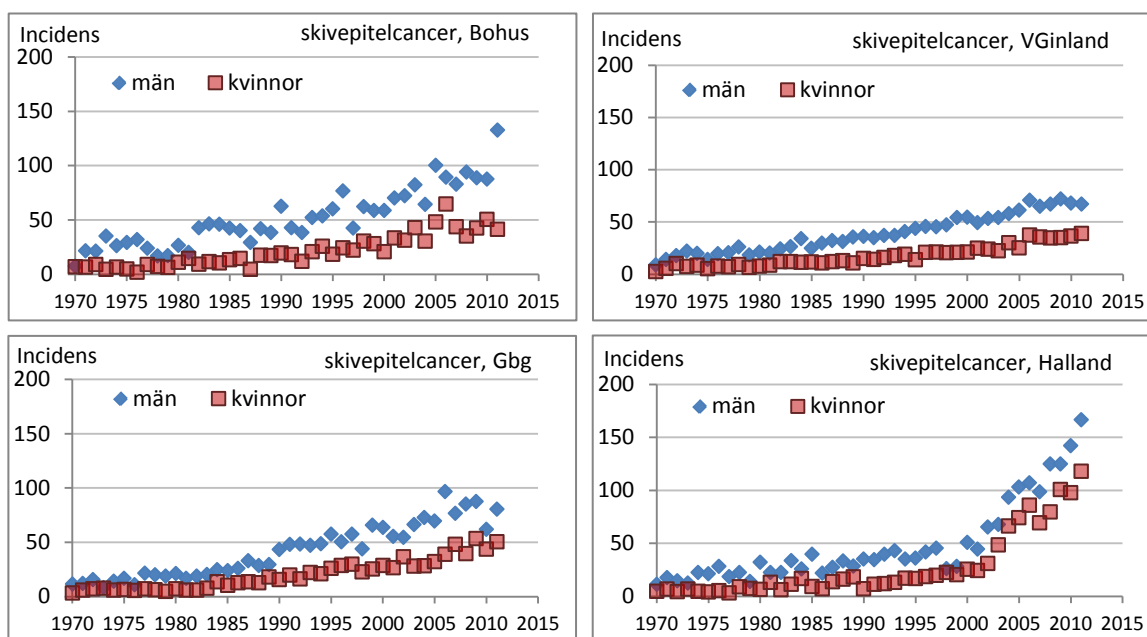 Incidens
skivepitelcancer, Bohus
200
män kvinnor
150
100
50
0
1970 1975 1980 1985 1990 1995 2000 2005 2010 2015
Incidens
skivepitelcancer, VGinland
200
män kvinnor
150
100
50
0
1970 1975 1980 1985 1990 1995 2000 2005 2010 2015
Incidens
skivepitelcancer, Gbg
200
män kvinnor
150
100
50
0
1970 1975 1980 1985 1990 1995 2000 2005 2010 2015
Incidens
skivepitelcancer, Halland
200
män kvinnor
150
100
50
0
1970 1975 1980 1985 1990 1995 2000 2005 2010 2015